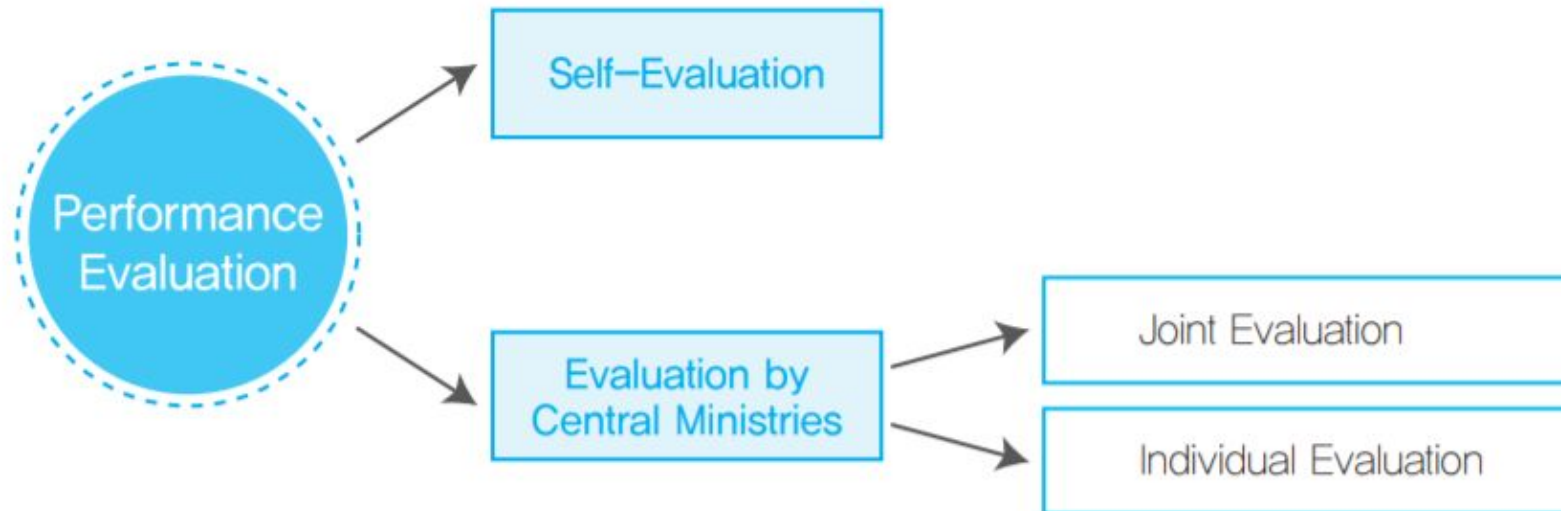 Self-Evaluation
Performance
Evaluation
Evaluation by
Central Ministries
Joint Evaluation
Individual Evaluation